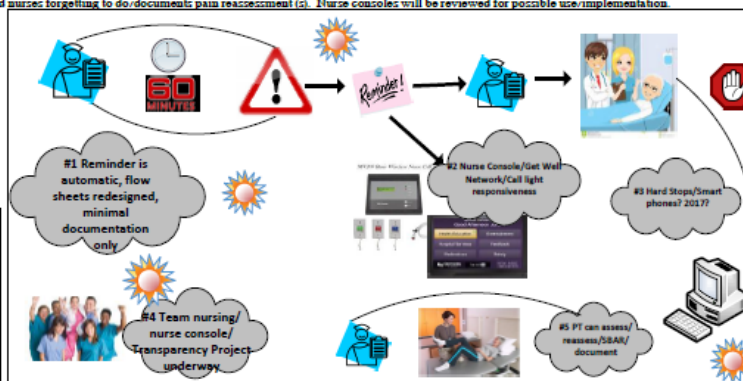 d nurses forgetting to do/documents pain reassessment (s). Nurse consoles will be reviewed for possible use/implementation.
60
MINUTES
Reminder!
#1 Reminder is
automatic, flow
sheets redesigned,
minimal
documentation
only
#2 Nurse Console/Get Well
Network/Call light
responsiveness
#3 Hard Stops/Smart
phones? 2017?
#4 Team nursing/
nurse console/
Transparency Project
underway
#5 PT can assess/
reassess/SBAR/
document